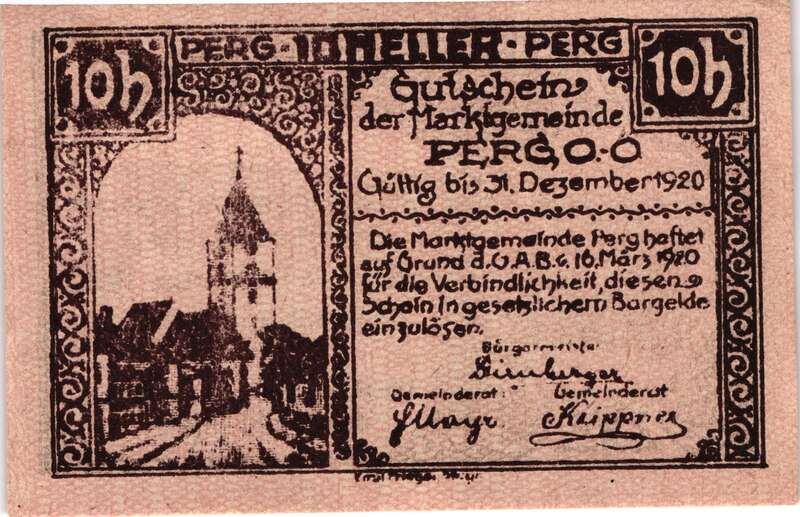 PERG · 10 HELLER · PERG
10h
10h
Gutschein
der Marktgemeinde
PERG, O.-Ö
Gültig bis 31. Dezember 1920
Die Marktgemeinde Perg haftet
auf Grund d. G. A. B. v. 16. März 1920
für die Verbindlichkeit, diesen
Schein in gesetzlichem Bargelde
einzulösen.
Bürgermeister
Gemeinderat: Gemeinderat
Mayr